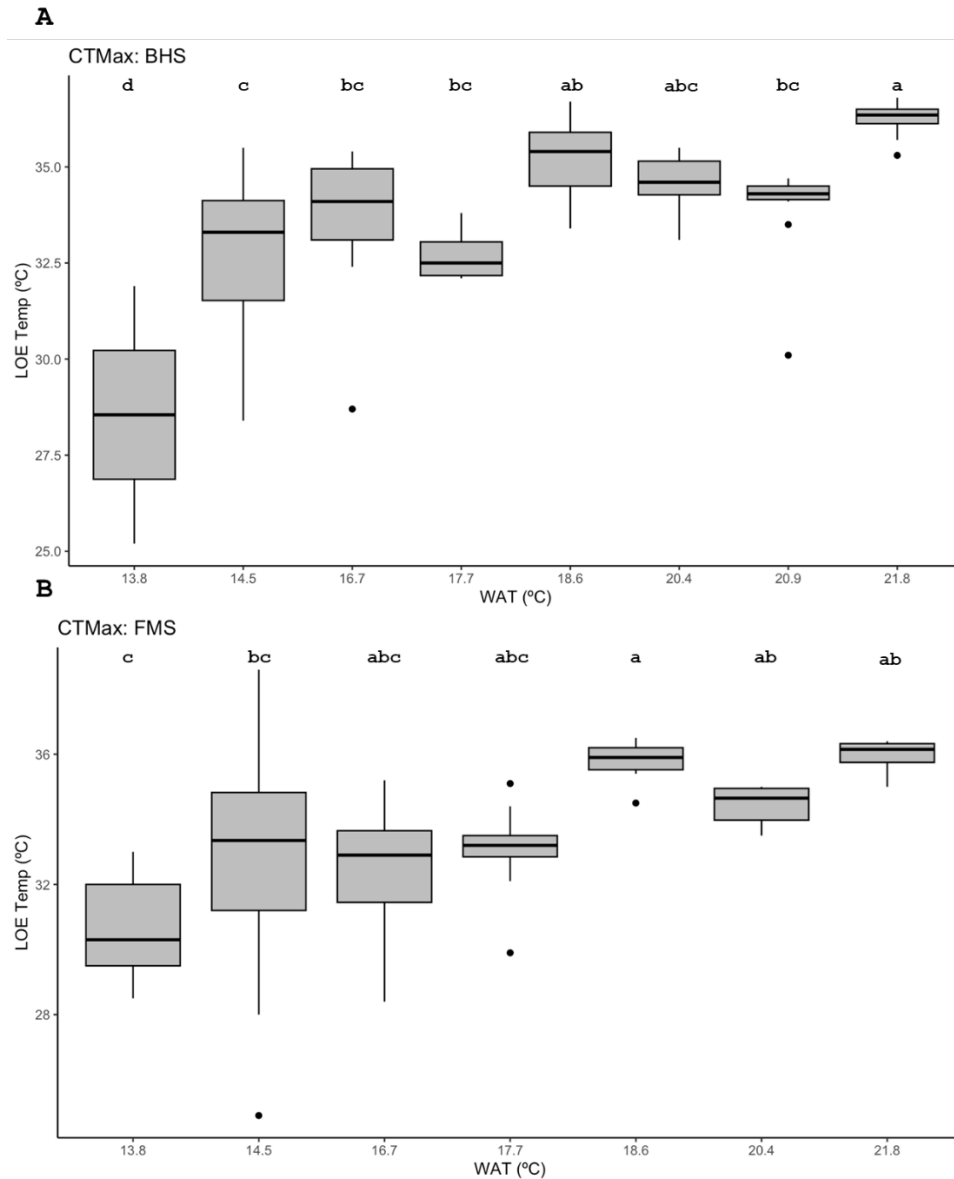 A
CTMax: BHS
d c bc bc ab abc bc a
35.0
32.5
30.0
27.5
25.0
LOE Temp (ºC)
13.8 14.5 16.7 17.7 18.6 20.4 20.9 21.8
WAT (ºC)
B
CTMax: FMS
c bc abc abc a ab ab
36
32
28
LOE Temp (ºC)
13.8 14.5 16.7 17.7 18.6 20.4 21.8
WAT (ºC)